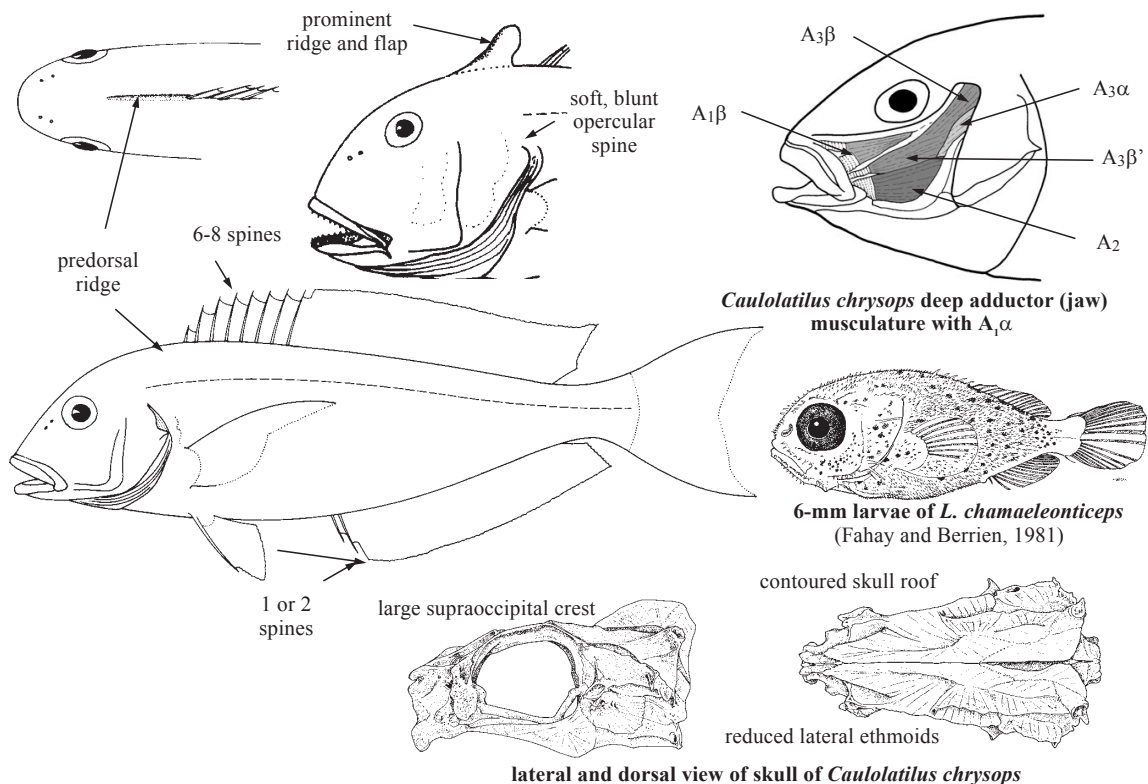 prominent
ridge and flap
soft, blunt
opercular
spine
6-8 spines
predorsal
ridge
1 or 2
spines
A₃β
A₃α
A₁β
A₃β’
A₂
Caulolatilus chrysops deep adductor (jaw)
musculature with A₁α
6-mm larvae of L. chamaeleonticeps
(Fahay and Berrien, 1981)
large supraoccipital crest
contoured skull roof
reduced lateral ethmoids
lateral and dorsal view of skull of Caulolatilus chrysops